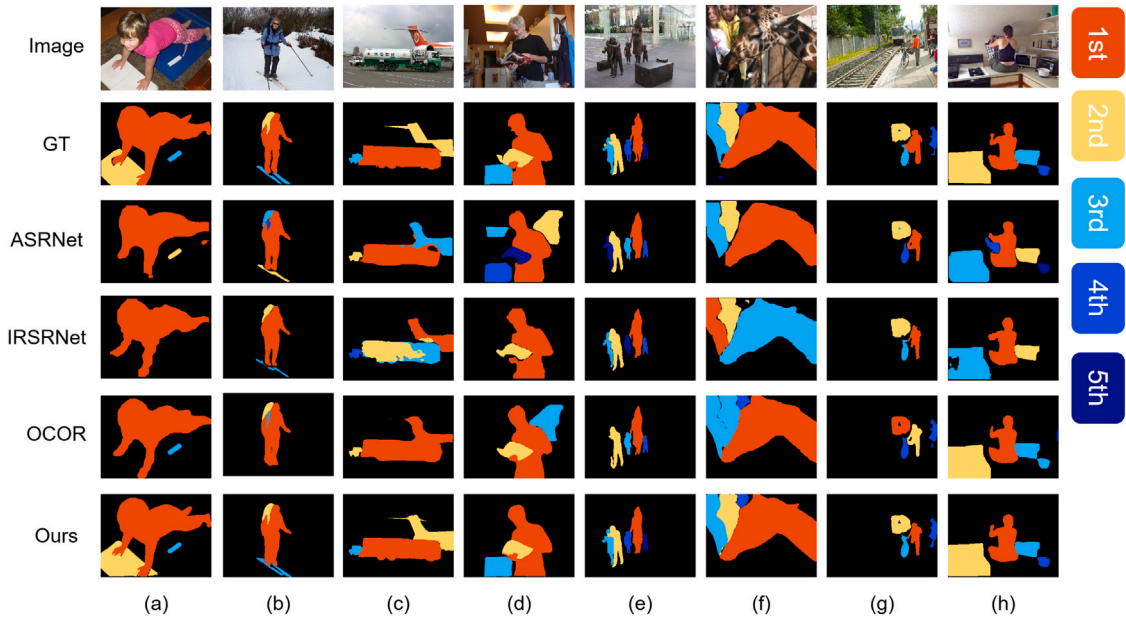 Image
GT
ASRNet
IRSRNet
OCOR
Ours
(a) (b) (c) (d) (e) (f) (g) (h)
1st
2nd
3rd
4th
5th